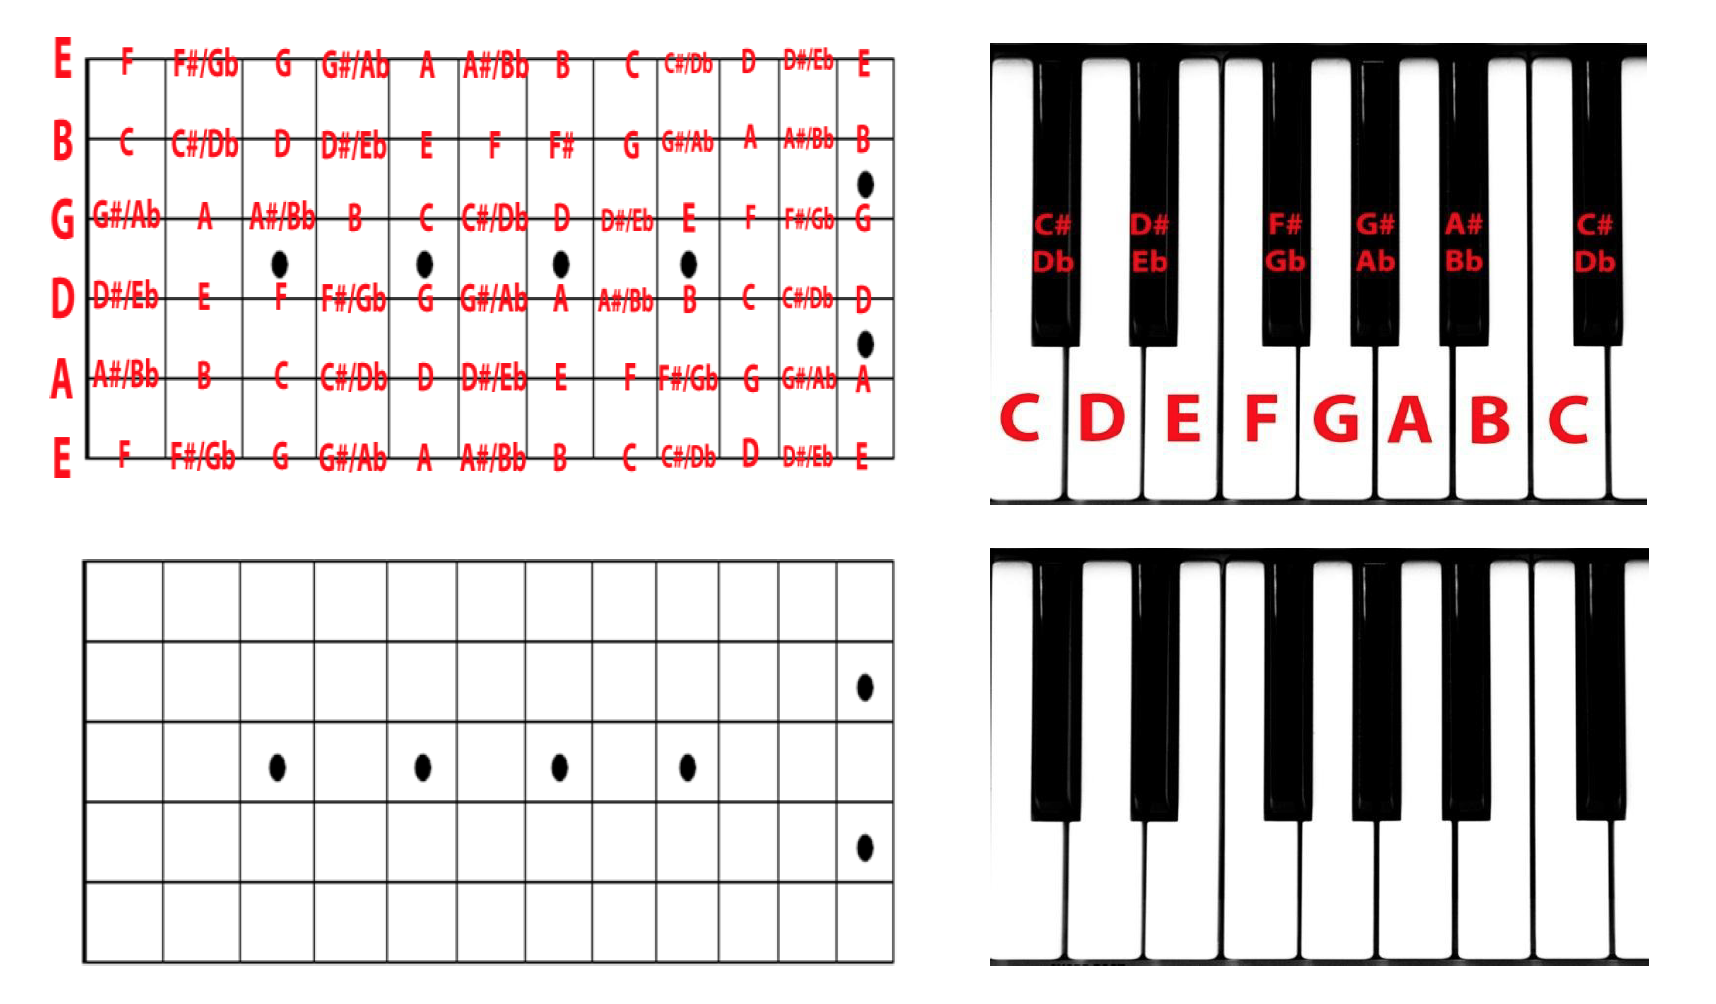 E F F#/Gb G G#/Ab A A#/Bb B C C#/Db D D#/Eb E
B C C#/Db D D#/Eb E F F# G G#/Ab A A#/Bb B
G G#/Ab A A#/Bb B C C#/Db D D#/Eb E F F#/Gb G
D D#/Eb E F F#/Gb G G#/Ab A A#/Bb B C C#/Db D
A A#/Bb B C C#/Db D D#/Eb E F F#/Gb G G#/Ab A
E F F#/Gb G G#/Ab A A#/Bb B C C#/Db D D#/Eb E
C# D# F# G# A# C#
Db Eb Gb Ab Bb Db
C D E F G A B C